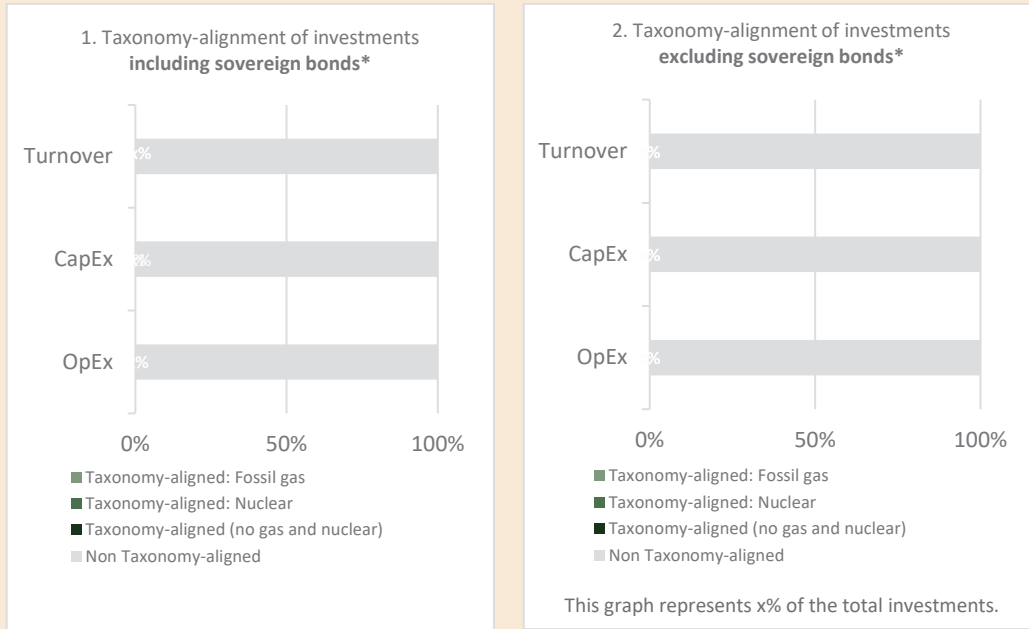 1. Taxonomy-alignment of investments
including sovereign bonds*
Turnover
CapEx
OpEx
0% 50% 100%
Taxonomy-aligned: Fossil gas
Taxonomy-aligned: Nuclear
Taxonomy-aligned (no gas and nuclear)
Non Taxonomy-aligned
2. Taxonomy-alignment of investments
excluding sovereign bonds*
Turnover
%
CapEx
%
OpEx
%
0% 50% 100%
Taxonomy-aligned: Fossil gas
Taxonomy-aligned: Nuclear
Taxonomy-aligned (no gas and nuclear)
Non Taxonomy-aligned
This graph represents x% of the total investments.